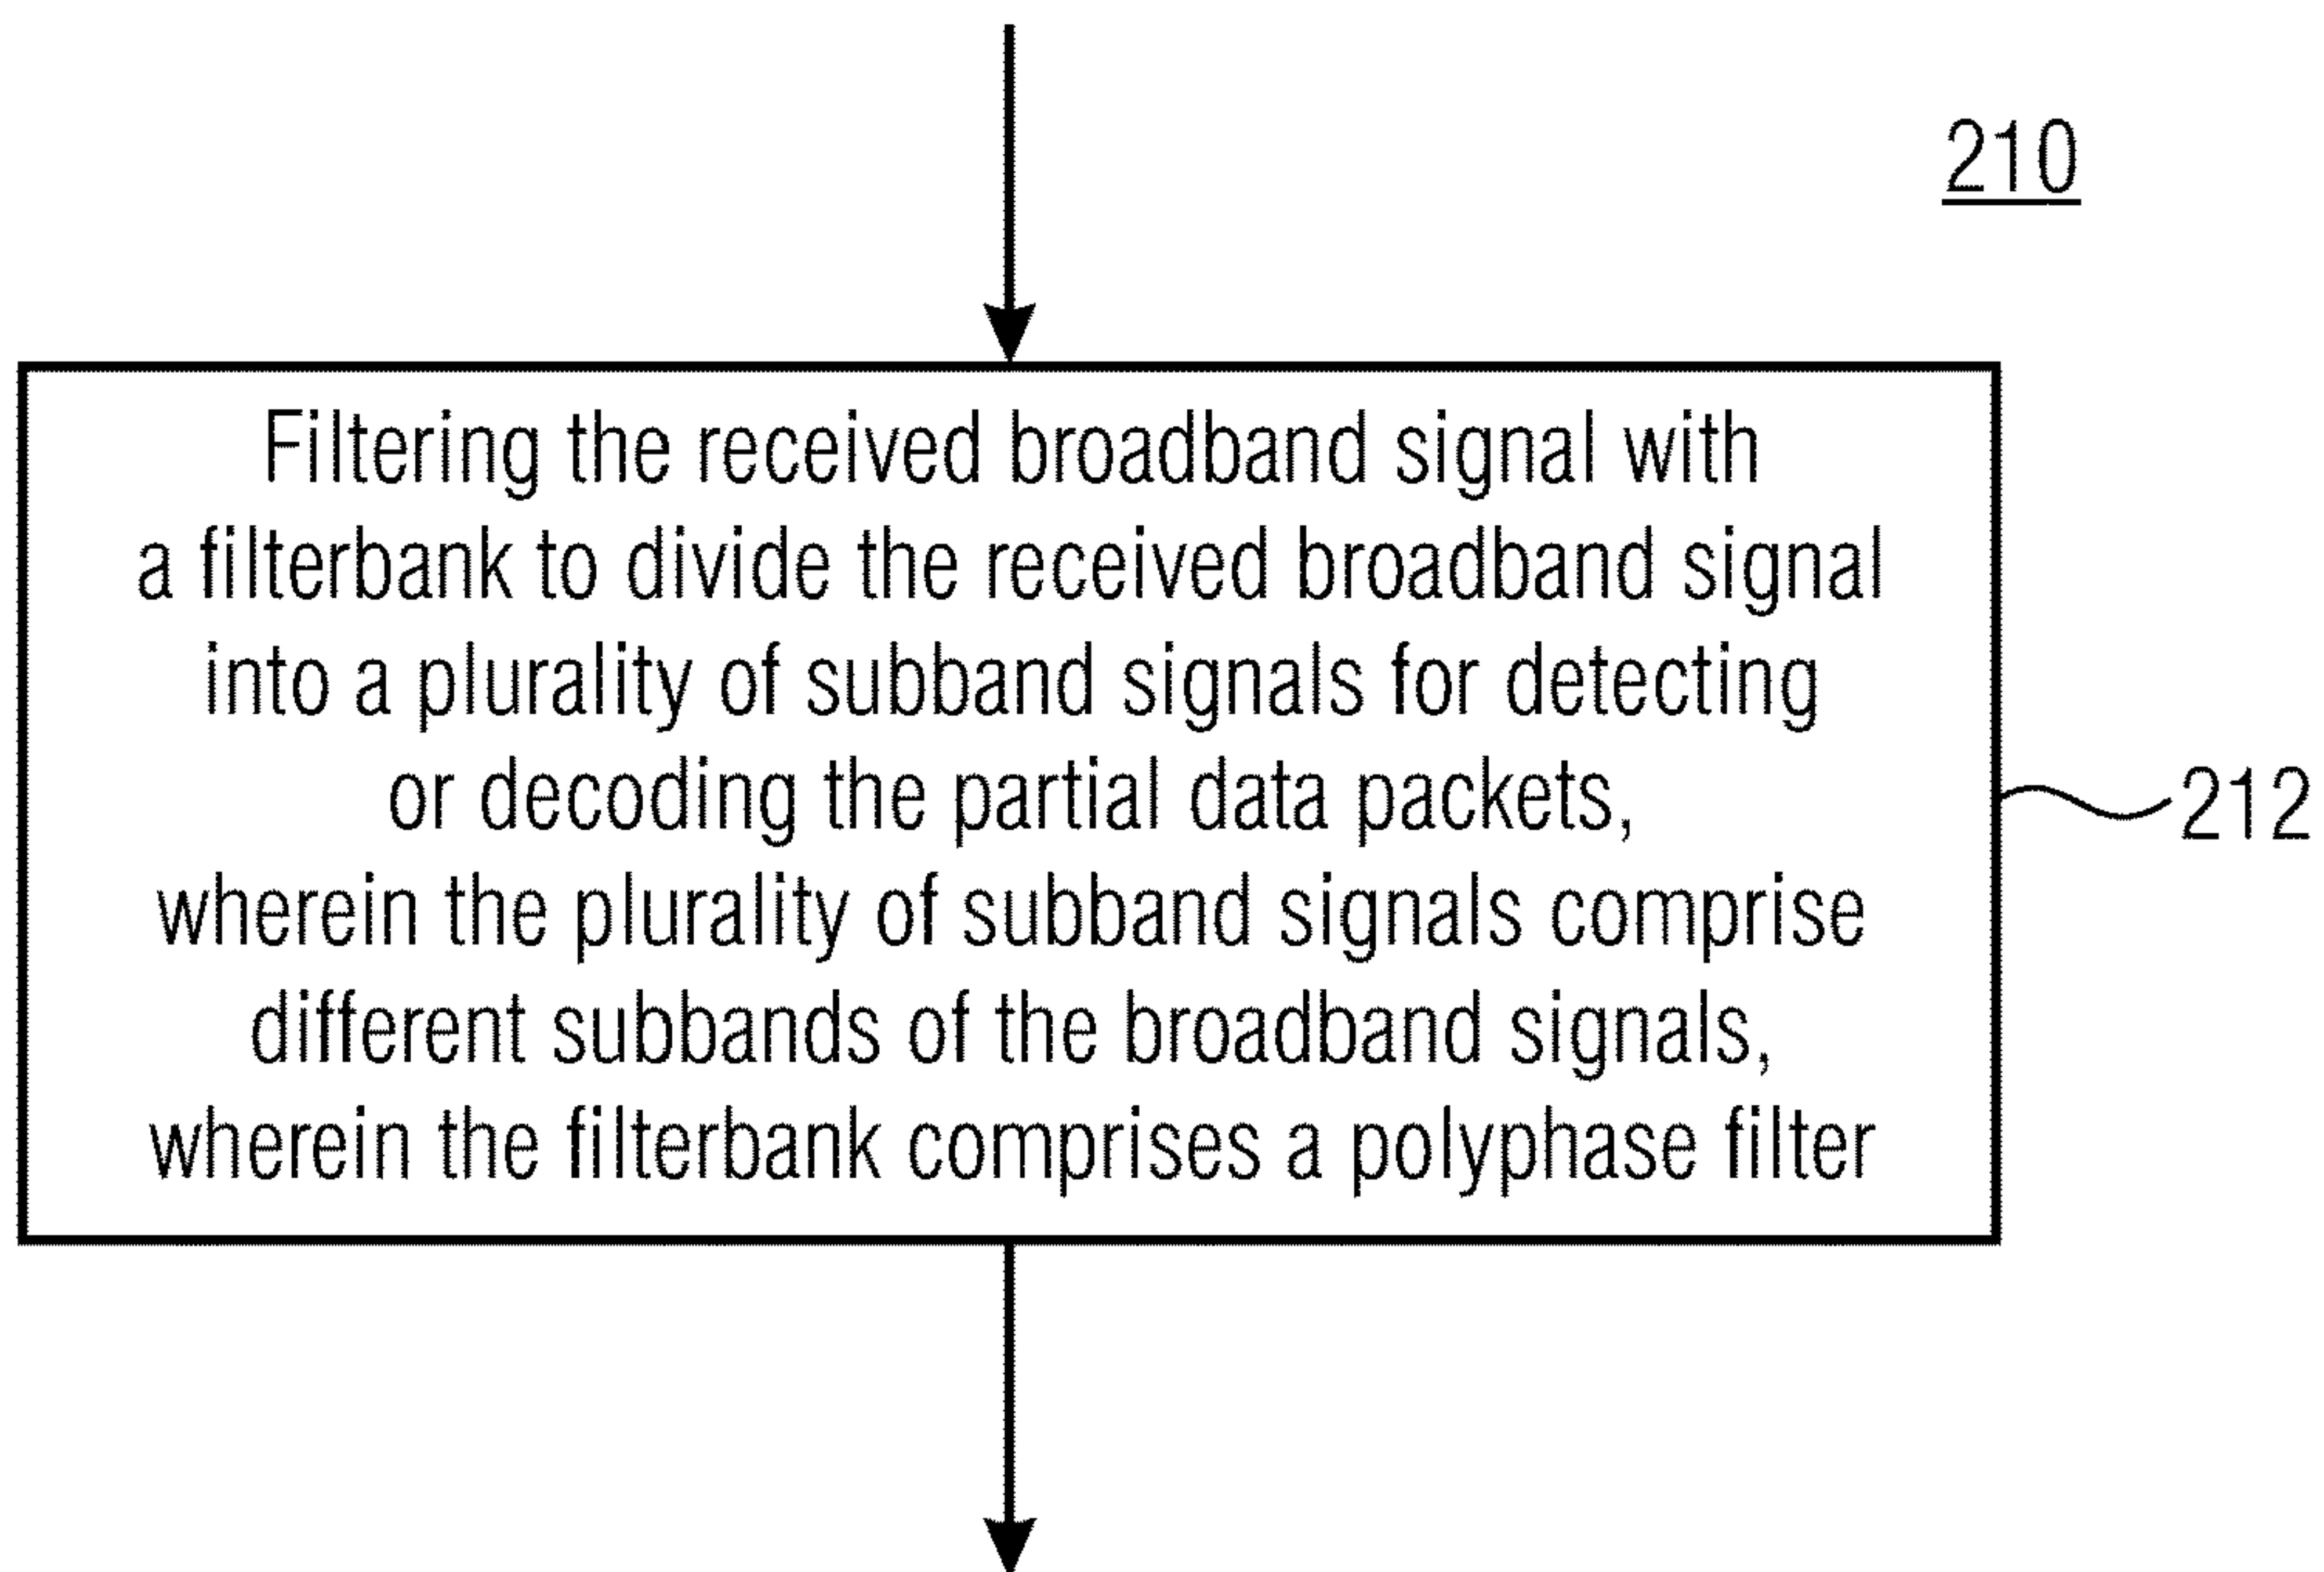 210
Filtering the received broadband signal with
a filterbank to divide the received broadband signal
into a plurality of subband signals for detecting
or decoding the partial data packets,
wherein the plurality of subband signals comprise
different subbands of the broadband signals,
wherein the filterbank comprises a polyphase filter
212